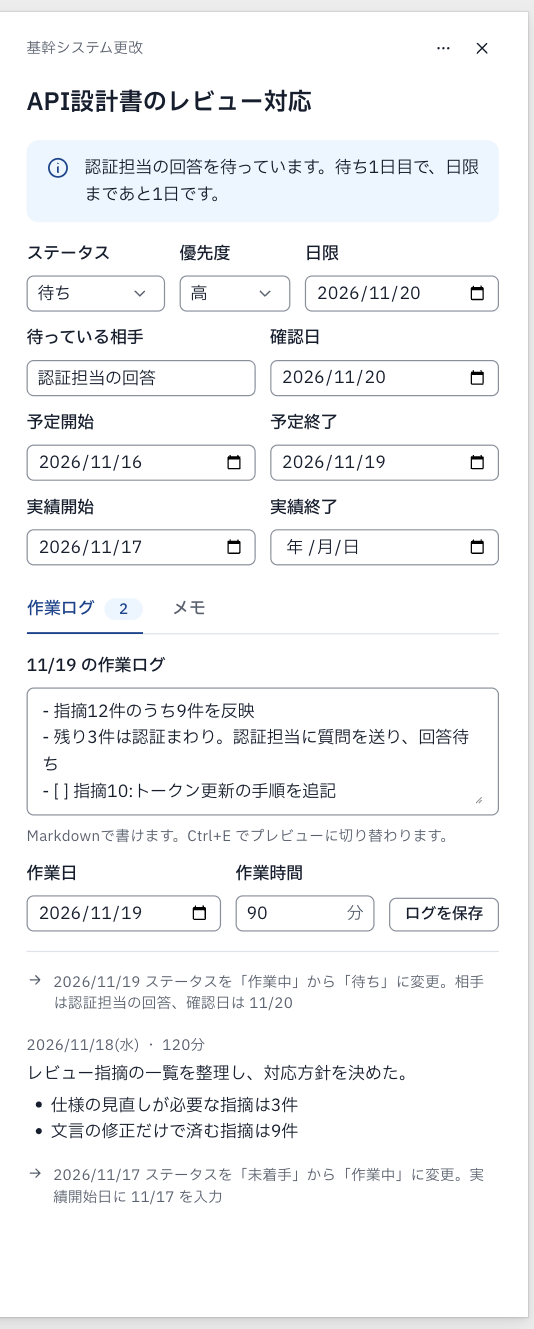 基幹システム更改
API設計書のレビュー対応
認証担当の回答を待っています。待ち1日目で、日限
まであと1日です。
ステータス 優先度 日限
待ち 高 2026/11/20
待っている相手 確認日
認証担当の回答 2026/11/20
予定開始 予定終了
2026/11/16 2026/11/19
実績開始 実績終了
2026/11/17 年 /月/日
作業ログ 2 メモ
11/19 の作業ログ
- 指摘12件のうち9件を反映
- 残り3件は認証まわり。認証担当に質問を送り、回答待
ち
- [ ] 指摘10:トークン更新の手順を追記
Markdownで書けます。Ctrl+E でプレビューに切り替わります。
作業日 作業時間
2026/11/19 90 分 ログを保存
→ 2026/11/19 ステータスを「作業中」から「待ち」に変更。相手
は認証担当の回答、確認日は 11/20
2026/11/18(水) · 120分
レビュー指摘の一覧を整理し、対応方針を決めた。
• 仕様の見直しが必要な指摘は3件
• 文言の修正だけで済む指摘は9件
→ 2026/11/17 ステータスを「未着手」から「作業中」に変更。実
績開始日に 11/17 を入力